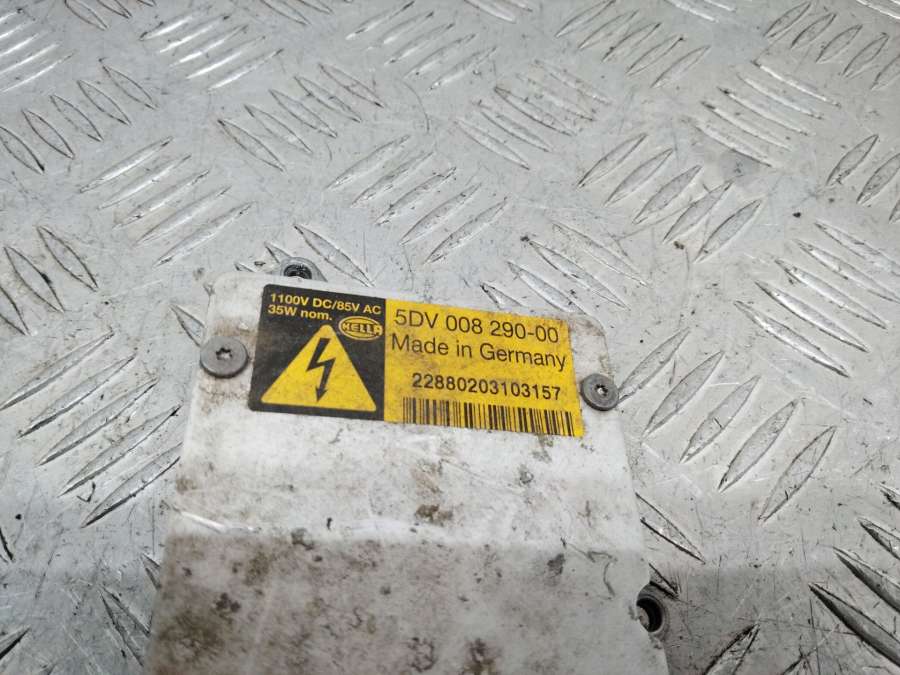 1100V DC/85V AC
35W nom.
HELLA
5DV 008 290-00
Made in Germany
22880203103157